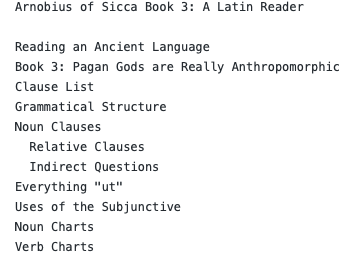 Arnobius of Sicca Book 3: A Latin Reader
Reading an Ancient Language
Book 3: Pagan Gods are Really Anthropomorphic
Clause List
Grammatical Structure
Noun Clauses
Relative Clauses
Indirect Questions
Everything "ut"
Uses of the Subjunctive
Noun Charts
Verb Charts